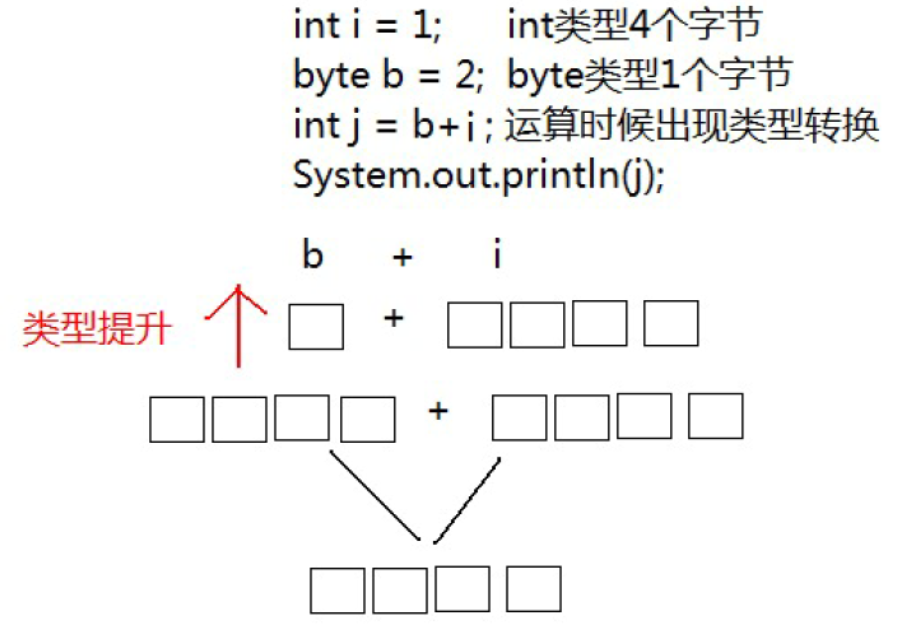 int i = 1; int类型4个字节
byte b = 2; byte类型1个字节
int j = b+i ; 运算时候出现类型转换
System.out.println(j);
b + i
类型提升 +
+